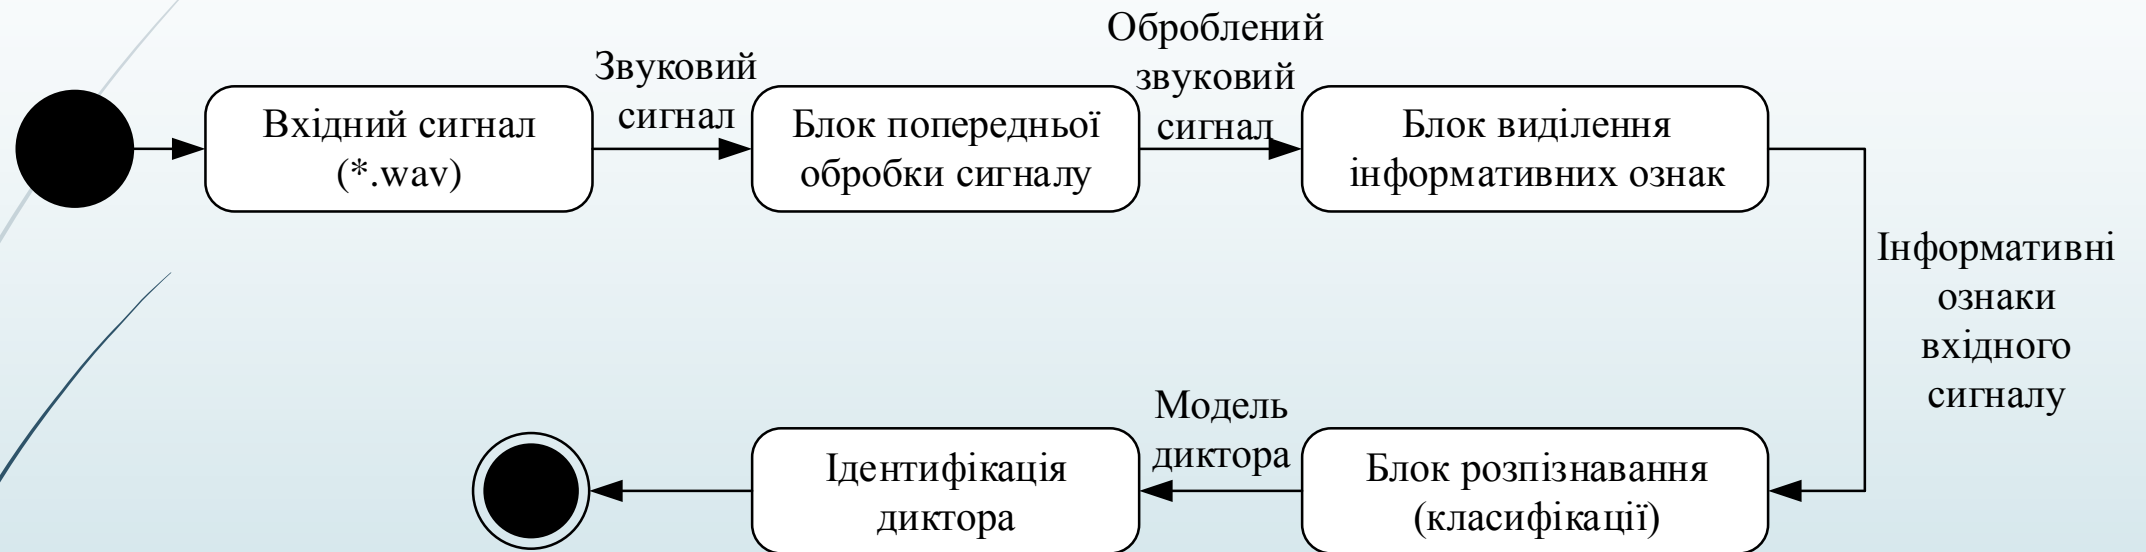 Вхідний сигнал
(*.wav)
Звуковий
сигнал
Блок попередньої
обробки сигналу
Оброблений
звуковий
сигнал
Блок виділення
інформативних ознак
Інформативні
ознаки
вхідного
сигналу
Блок розпізнавання
(класифікації)
Модель
диктора
Ідентифікація
диктора